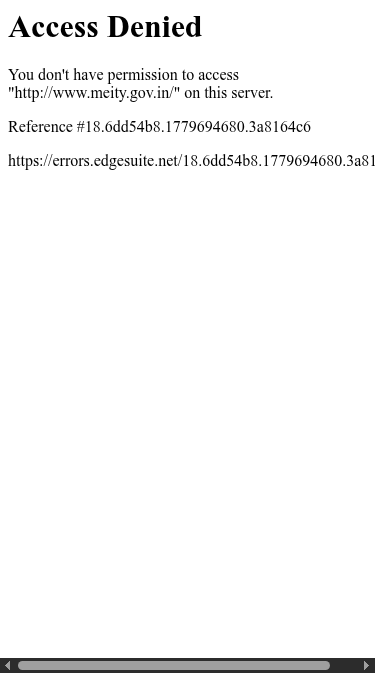 Access Denied
You don't have permission to access
"http://www.meity.gov.in/" on this server.
Reference #18.6dd54b8.1779694680.3a8164c6
https://errors.edgesuite.net/18.6dd54b8.1779694680.3a81